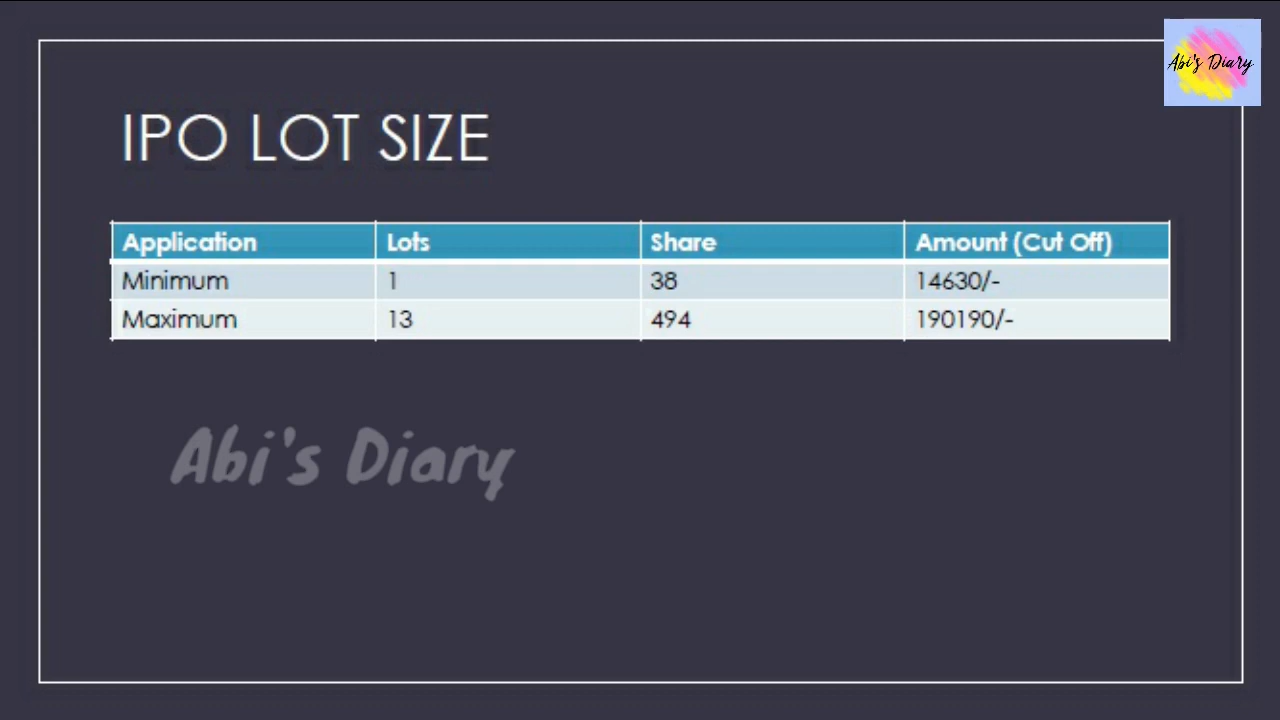 Abi's Diary
IPO LOT SIZE
Application Lots Share Amount (Cut Off)
Minimum 1 38 14630/-
Maximum 13 494 190190/-
Abi's Diary